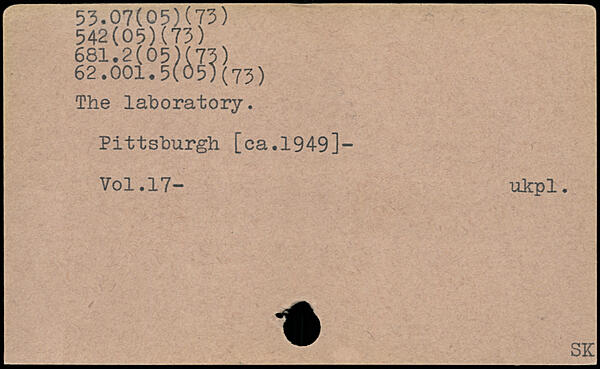 53.07(05)(73)
542(05)(73)
681.2(05)(73)
62.001.5(05)(73)
The laboratory.
Pittsburgh [ca.1949]-
Vol.17-
ukpl.
SK